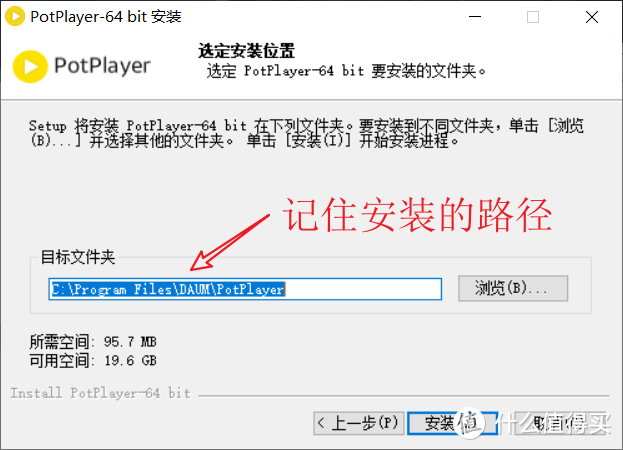 PotPlayer-64 bit 安装
PotPlayer
选定安装位置
选定 PotPlayer-64 bit 要安装的文件夹。
Setup 将安装 PotPlayer-64 bit 在下列文件夹。要安装到不同文件夹，单击 [浏览
(B)...] 并选择其他的文件夹。 单击 [安装(I)] 开始安装进程。
记住安装的路径
目标文件夹
C:\Program Files\DAUM\PotPlayer
浏览(B)...
所需空间: 95.7 MB
可用空间: 19.6 GB
Install PotPlayer-64 bit
< 上一步(P)
安装
取消
值 什么值得买